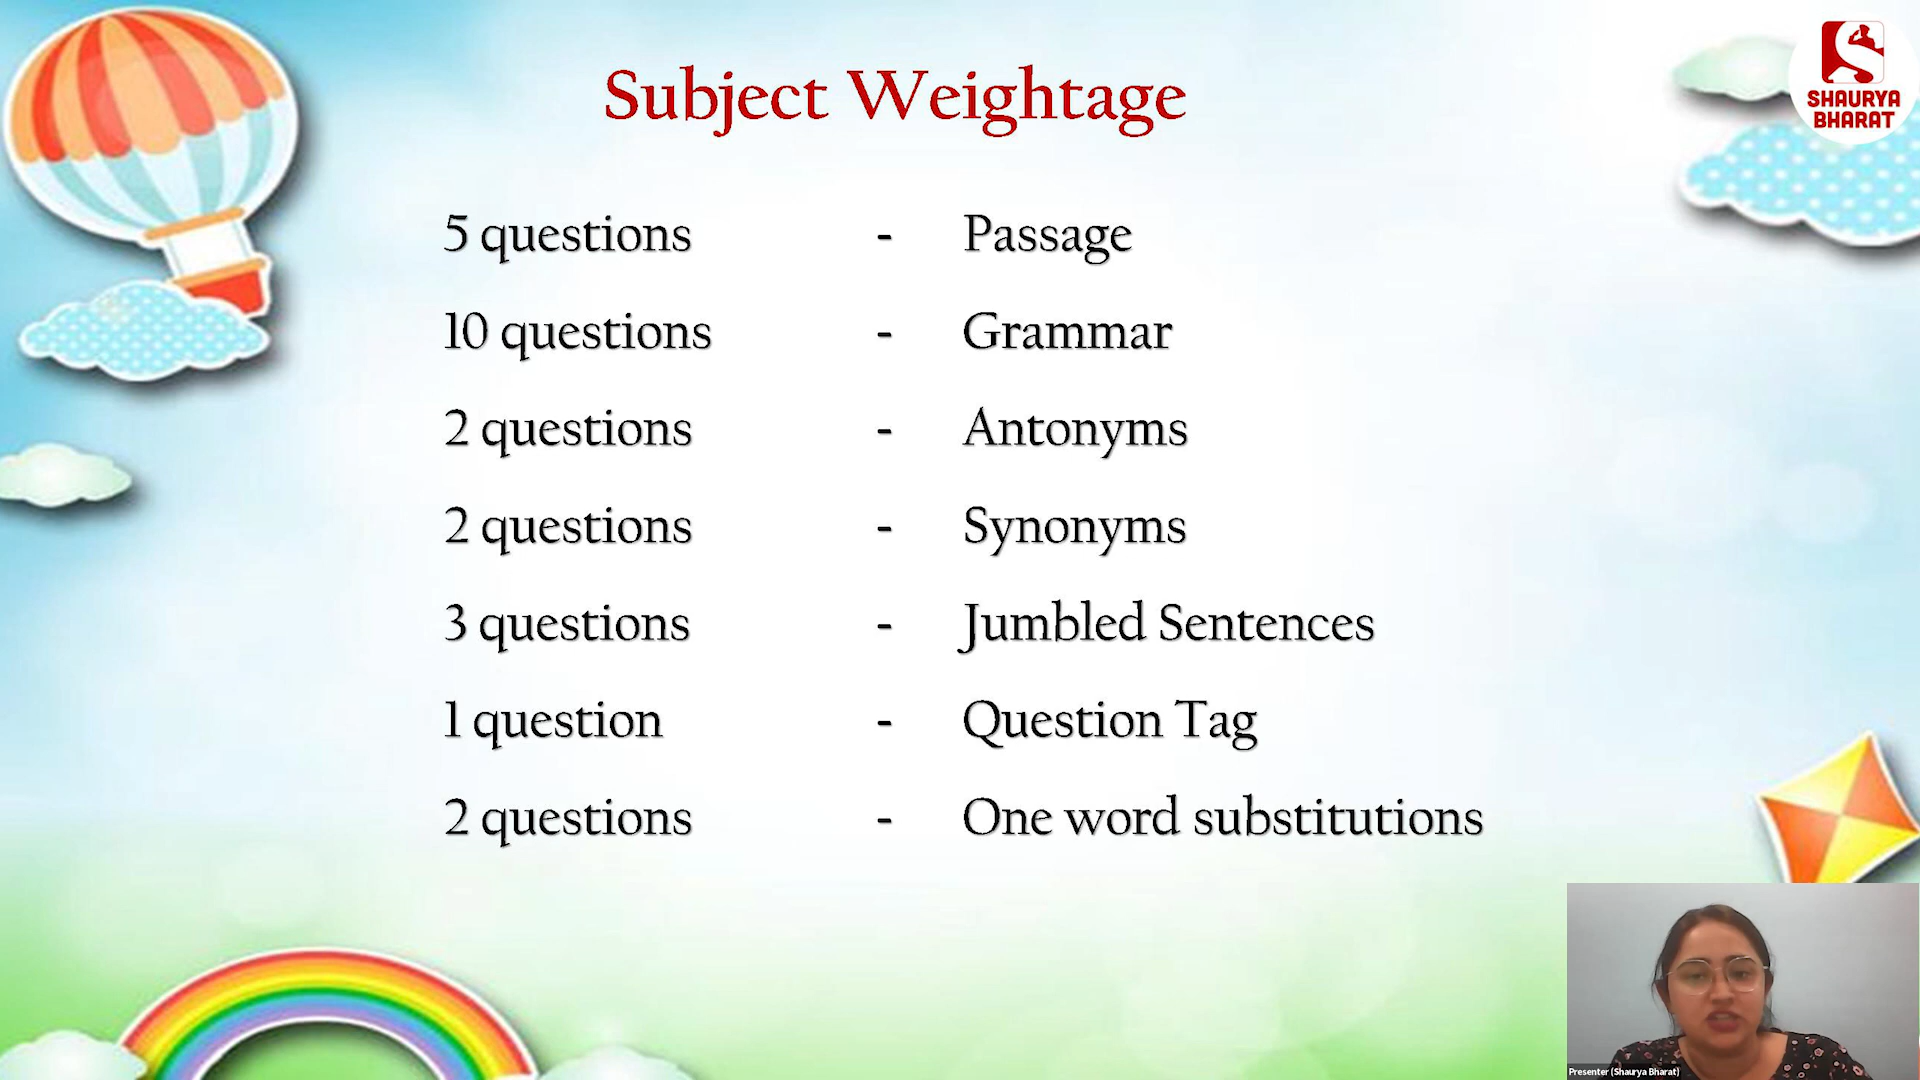 Subject Weightage
SHAURYA
BHARAT
5 questions - Passage
10 questions - Grammar
2 questions - Antonyms
2 questions - Synonyms
3 questions - Jumbled Sentences
1 question - Question Tag
2 questions - One word substitutions
Presenter (Shaurya Bharat)